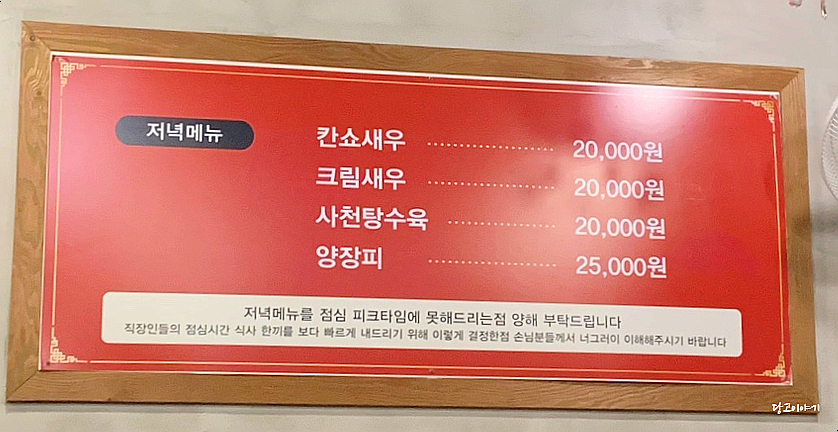 저녁메뉴
칸쇼새우 ................... 20,000원
크림새우 ................... 20,000원
사천탕수육 ................ 20,000원
양장피 ................... 25,000원
저녁메뉴를 점심 피크타임에 못해드리는점 양해 부탁드립니다
직장인들의 점심시간 식사 한끼를 보다 빠르게 내드리기 위해 이렇게 결정한점 손님분들께서 너그러이 이해해주시기 바랍니다
당고이야기